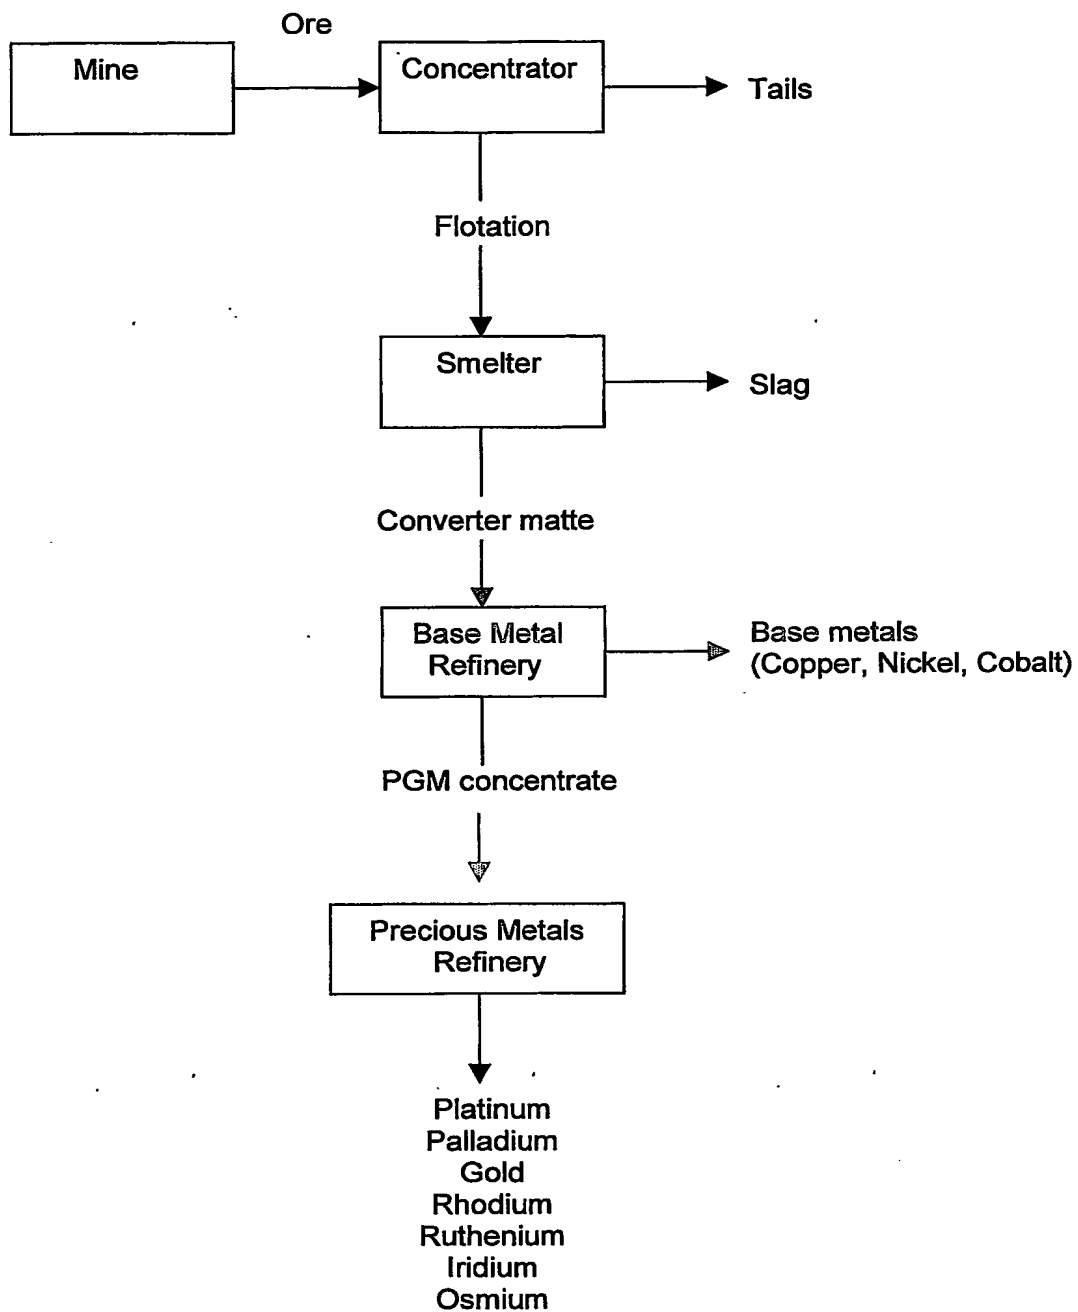 Ore
Mine
Concentrator
Tails
Flotation
Smelter
Slag
Converter matte
Base Metal
Refinery
Base metals
(Copper, Nickel, Cobalt)
PGM concentrate
Precious Metals
Refinery
Platinum
Palladium
Gold
Rhodium
Ruthenium
Iridium
Osmium